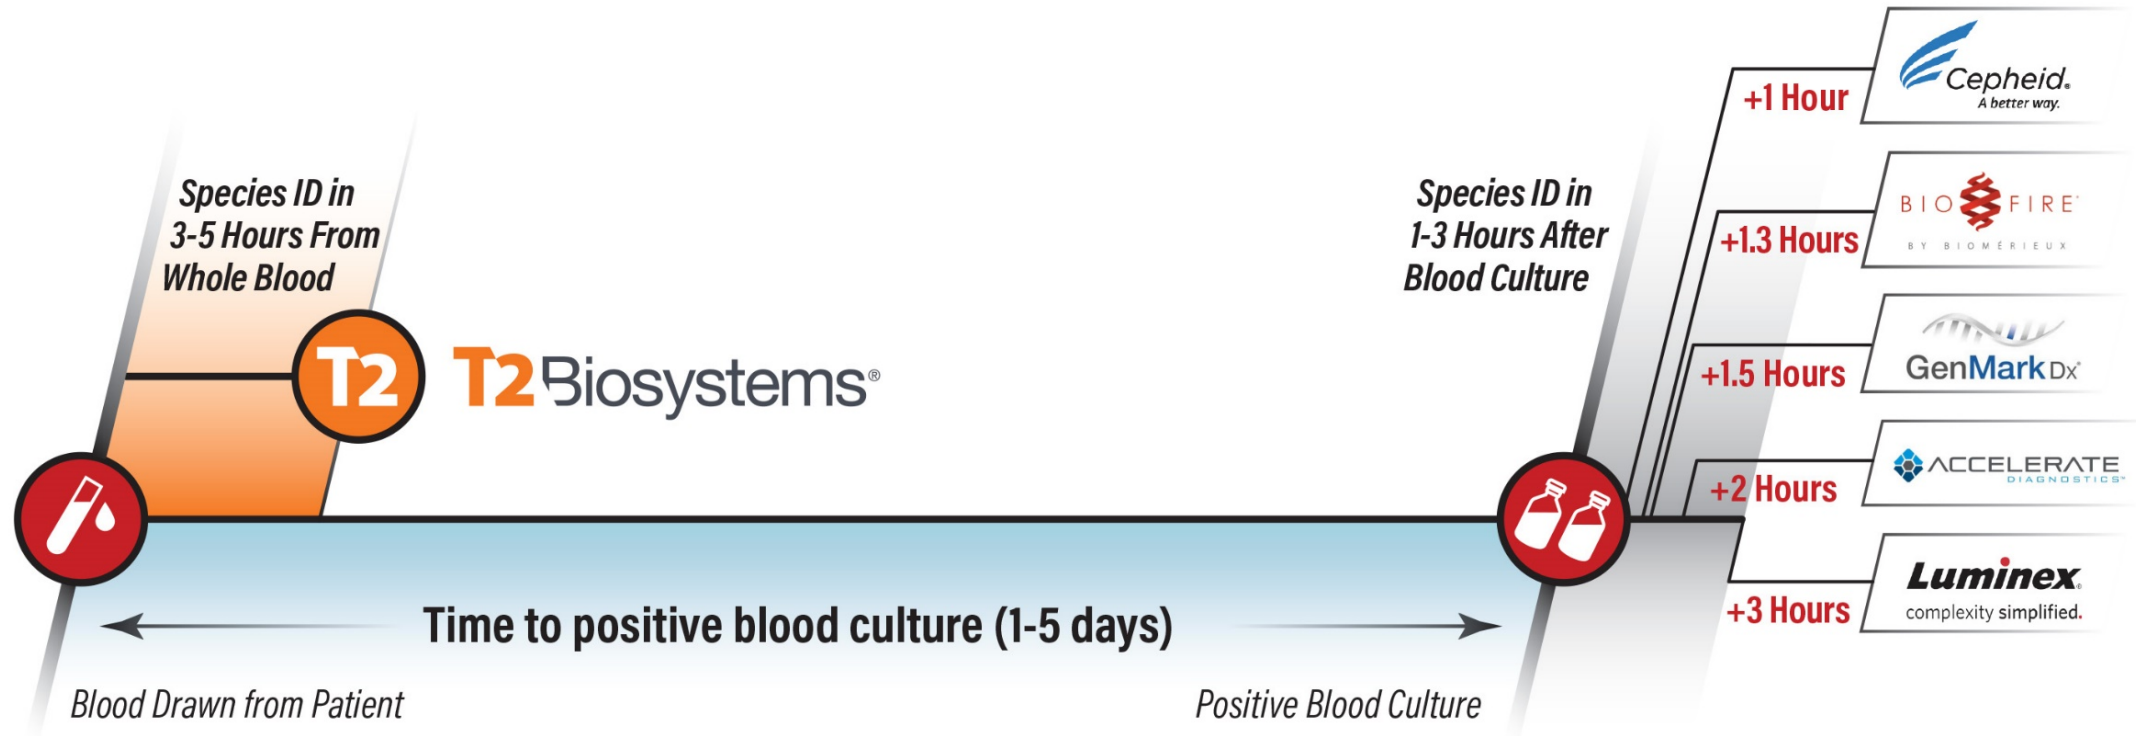 Species ID in
3-5 Hours From
Whole Blood
T2
T2Biosystems®
Species ID in
1-3 Hours After
Blood Culture
+1 Hour
Cepheid®
A better way.
+1.3 Hours
BIOFIRE®
BY BIOMÉRIEUX
+1.5 Hours
GenMark Dx®
+2 Hours
ACCELERATE
DIAGNOSTICS™
+3 Hours
Luminex®
complexity simplified.
Time to positive blood culture (1-5 days)
Blood Drawn from Patient
Positive Blood Culture